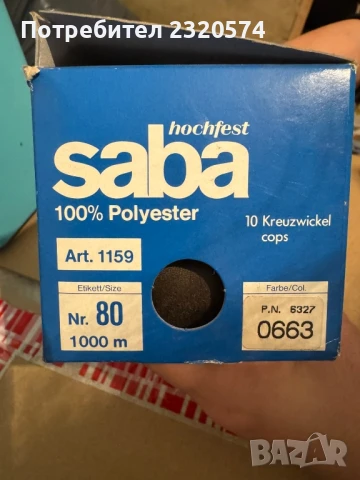 Потребител 2320574
hochfest
saba
100% Polyester
10 Kreuzwickel
cops
Art. 1159
Etikett/Size
Nr. 80
1000 m
Farbe/Col.
P.N. 6327
0663
BAZAR